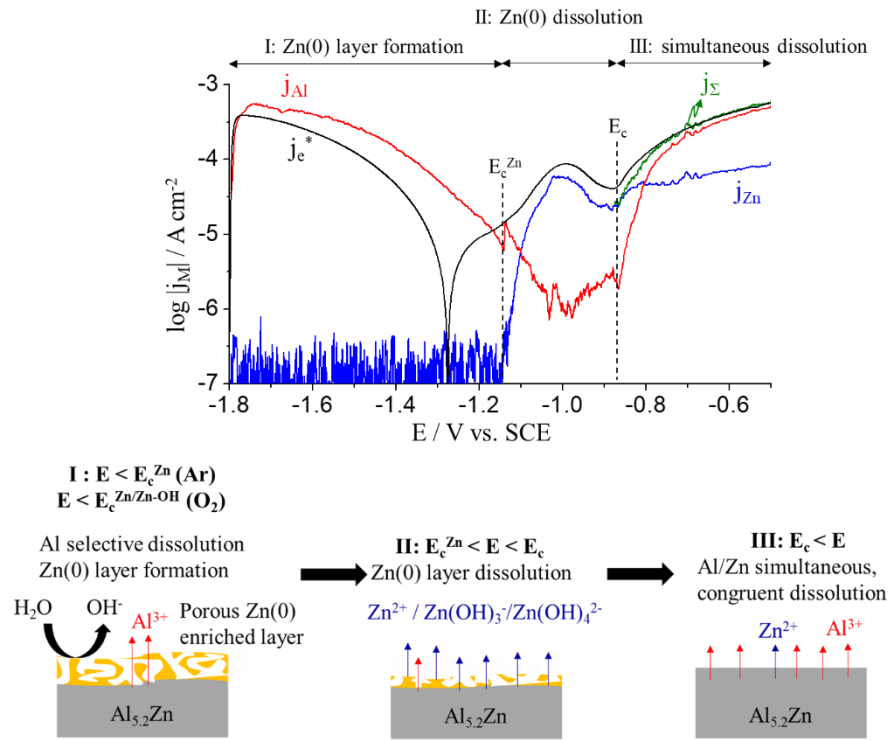 II: Zn(0) dissolution
I: Zn(0) layer formation
III: simultaneous dissolution
-3
-4
-5
-6
-7
log |jM| / A cm-2
jAl
je*
EcZn
Ec
jΣ
jZn
-1.8
-1.6
-1.4
-1.2
-1.0
-0.8
-0.6
E / V vs. SCE
I : E < EcZn (Ar)
E < EcZn/Zn-OH (O2)
Al selective dissolution
Zn(0) layer formation
H2O
OH-
Al3+
Porous Zn(0)
enriched layer
Al5.2Zn
II: EcZn < E < Ec
Zn(0) layer dissolution
Zn2+ / Zn(OH)3-/Zn(OH)42-
Al5.2Zn
III: Ec < E
Al/Zn simultaneous,
congruent dissolution
Zn2+
Al3+
Al5.2Zn